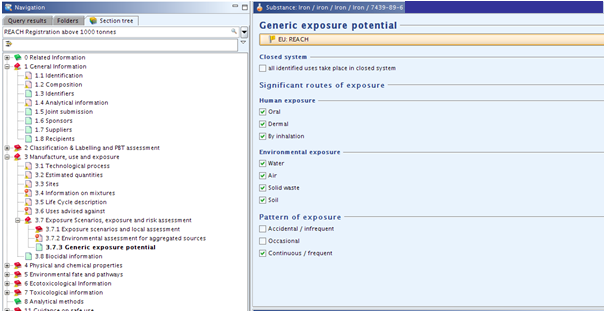 Navigation
Query results
Folders
Section tree
REACH Registration above 1000 tonnes
0 Related Information
1 General Information
1.1 Identification
1.2 Composition
1.3 Identifiers
1.4 Analytical information
1.5 Joint submission
1.6 Sponsors
1.7 Suppliers
1.8 Recipients
2 Classification & Labelling and PBT assessment
3 Manufacture, use and exposure
3.1 Technological process
3.2 Estimated quantities
3.3 Sites
3.4 Information on mixtures
3.5 Life Cycle description
3.6 Uses advised against
3.7 Exposure Scenarios, exposure and risk assessment
3.7.1 Exposure scenarios and local assessment
3.7.2 Environmental assessment for aggregated sources
3.7.3 Generic exposure potential
3.8 Biocidal information
4 Physical and chemical properties
5 Environmental fate and pathways
6 Ecotoxicological Information
7 Toxicological information
8 Analytical methods
11 Guidance on safe use
Substance: Iron / iron / Iron / Iron / 7439-89-6
Generic exposure potential
EU: REACH
Closed system
all identified uses take place in closed system
Significant routes of exposure
Human exposure
Oral
Dermal
By inhalation
Environmental exposure
Water
Air
Solid waste
Soil
Pattern of exposure
Accidental / infrequent
Occasional
Continuous / frequent